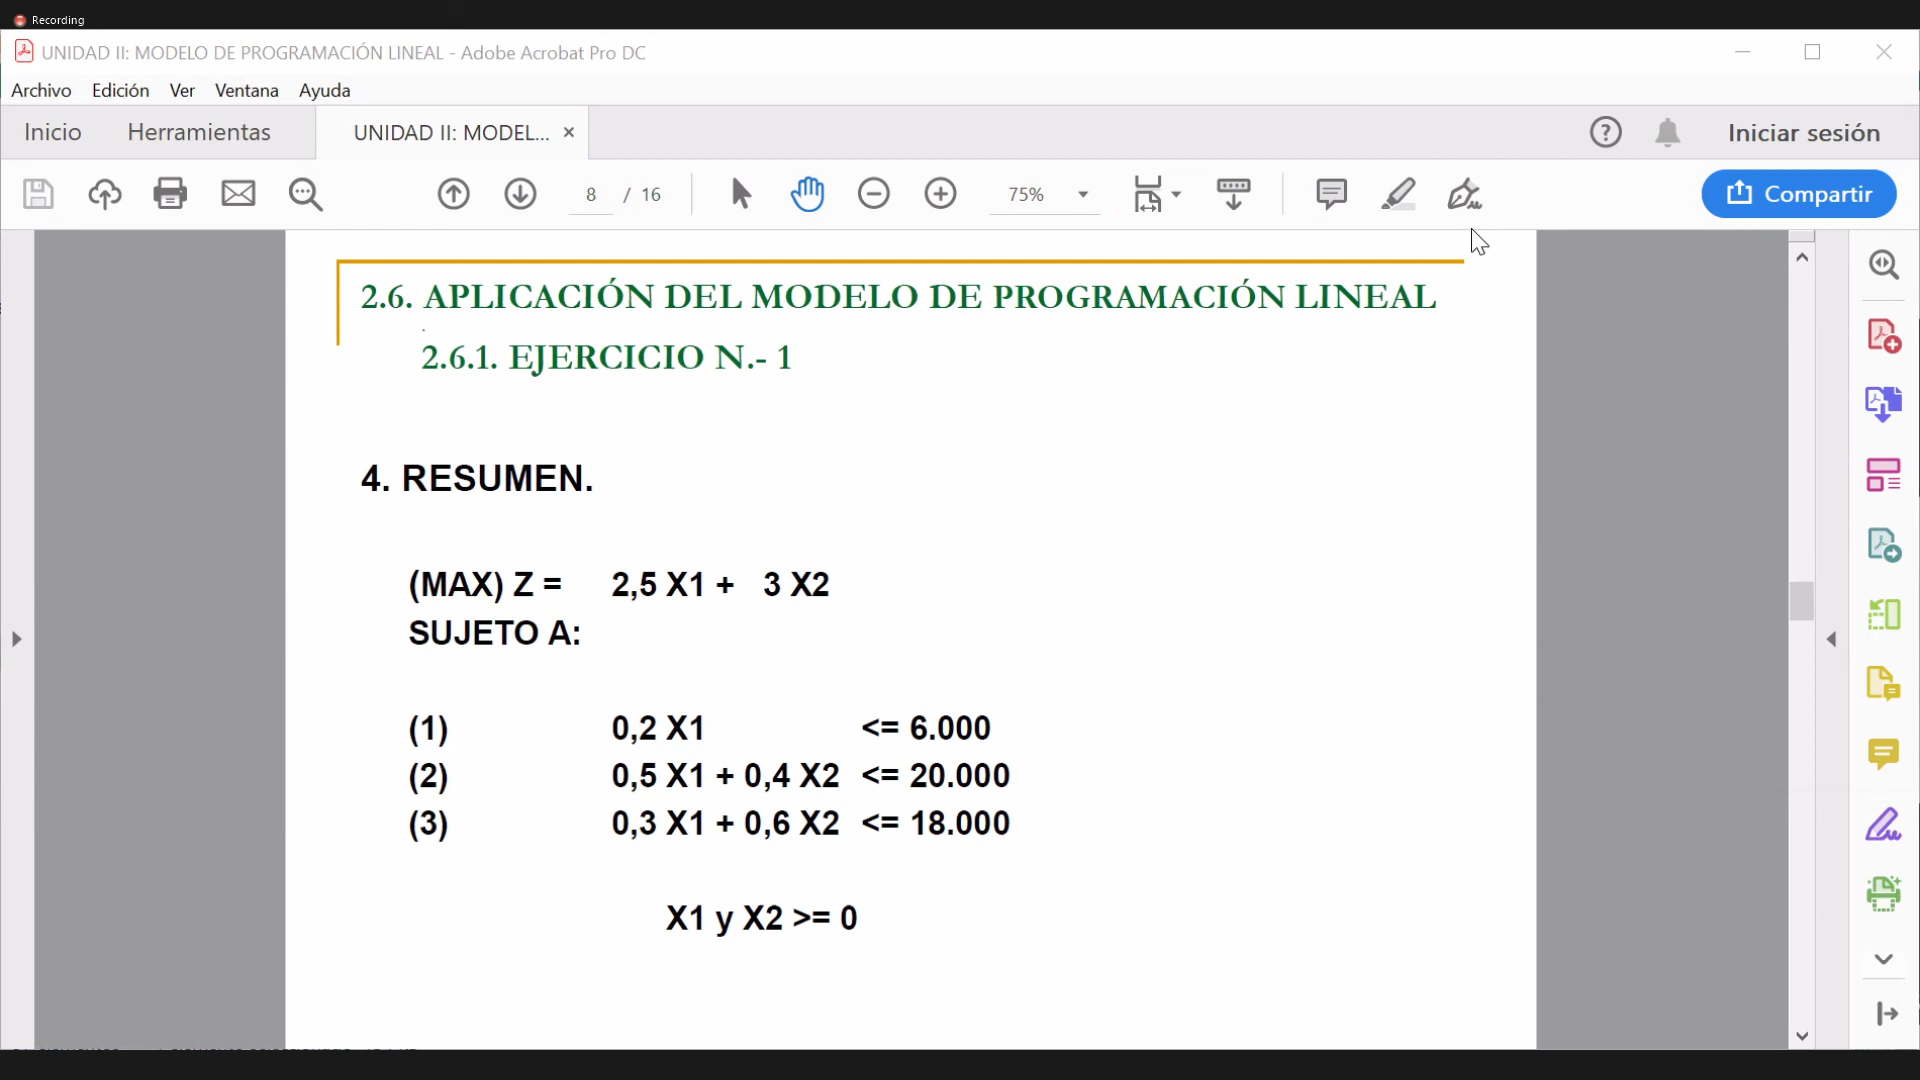 Recording
UNIDAD II: MODELO DE PROGRAMACIÓN LINEAL - Adobe Acrobat Pro DC
Archivo Edición Ver Ventana Ayuda
Inicio Herramientas UNIDAD II: MODEL... × Iniciar sesión
8 / 16 75% Compartir
2.6. APLICACIÓN DEL MODELO DE PROGRAMACIÓN LINEAL
2.6.1. EJERCICIO N.- 1
4. RESUMEN.
(MAX) Z = 2,5 X1 + 3 X2
SUJETO A:
(1) 0,2 X1 <= 6.000
(2) 0,5 X1 + 0,4 X2 <= 20.000
(3) 0,3 X1 + 0,6 X2 <= 18.000
X1 y X2 >= 0